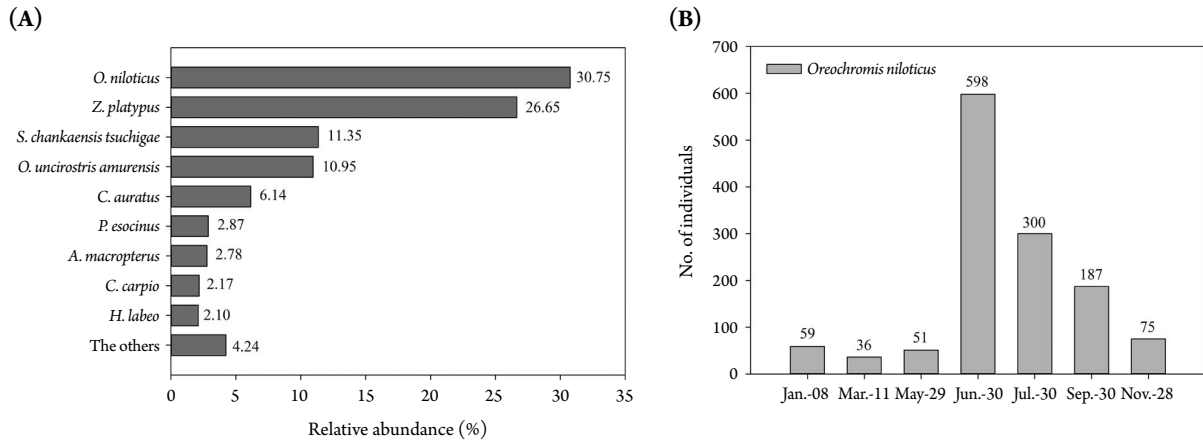 (A)
O. niloticus
30.75
Z. platypus
26.65
S. chankaensis tsuchigae
11.35
O. uncirostris amurensis
10.95
C. auratus
6.14
P. esocinus
2.87
A. macropterus
2.78
C. carpio
2.17
H. labeo
2.10
The others
4.24
0 5 10 15 20 25 30 35
Relative abundance (%)
(B)
No. of individuals
700
600
500
400
300
200
100
0
Oreochromis niloticus
59
36
51
598
300
187
75
Jan.-08 Mar.-11 May-29 Jun.-30 Jul.-30 Sep.-30 Nov.-28